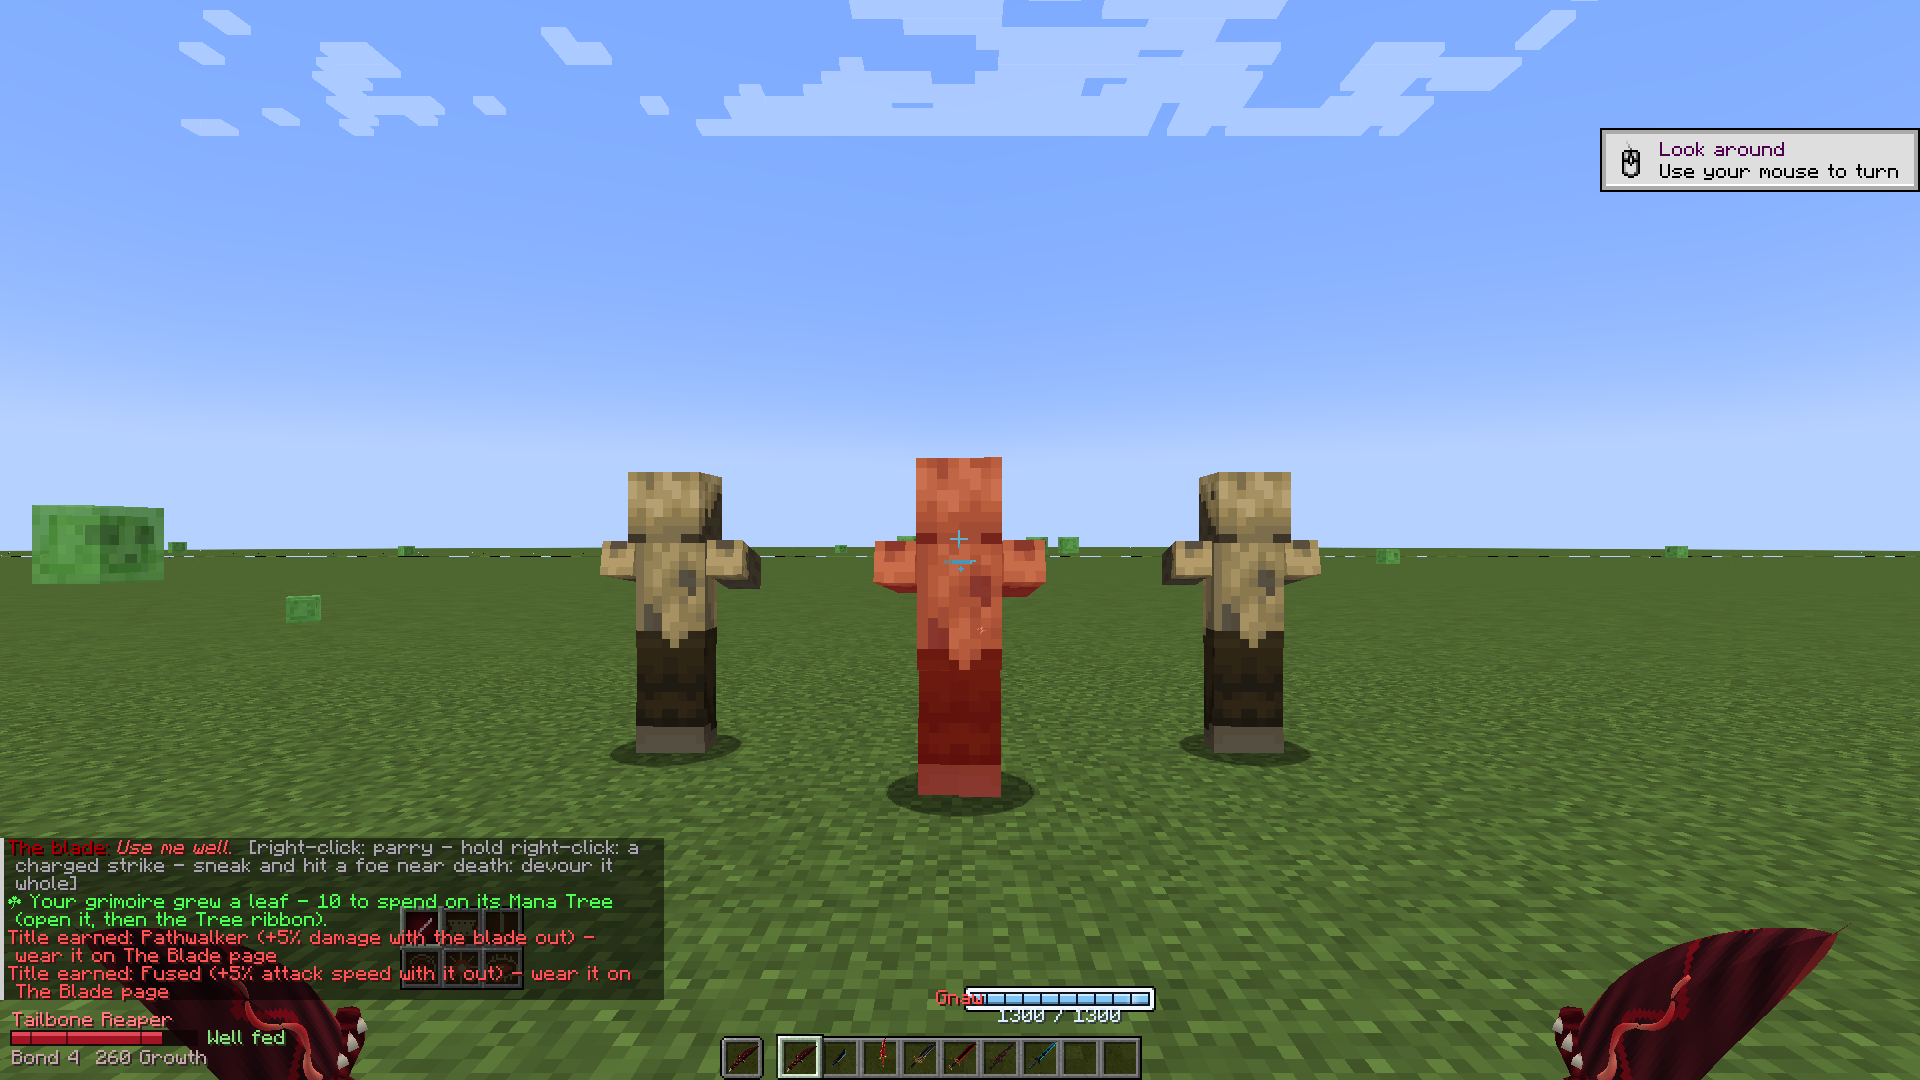 Look around
Use your mouse to turn
The blade: Use me well. [right-click: parry - hold right-click: a
charged strike - sneak and hit a foe near death: devour it
whole]
Your grimoire grew a leaf - 10 to spend on its Mana Tree
(open it, then the Tree ribbon).
Title earned: Pathwalker (+5% damage with the blade out) -
wear it on The Blade page
Title earned: Fused (+5% attack speed with it out) - wear it on
The Blade page
Tailbone Reaper
Well fed
Bond 4 260 Growth
Gnaw
1300 / 1300